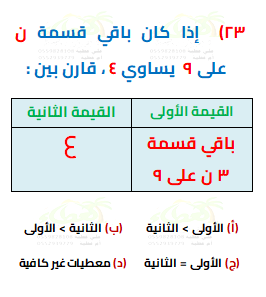 ٢٣) إذا كان باقي قسمة ن
على ٩ يساوي ٤ ، قارن بين :
القيمة الأولى القيمة الثانية
باقي قسمة ٣ ن على ٩
٤
(أ) الأولى > الثانية (ب) الثانية > الأولى
(ج) الأولى = الثانية (د) معطيات غير كافية